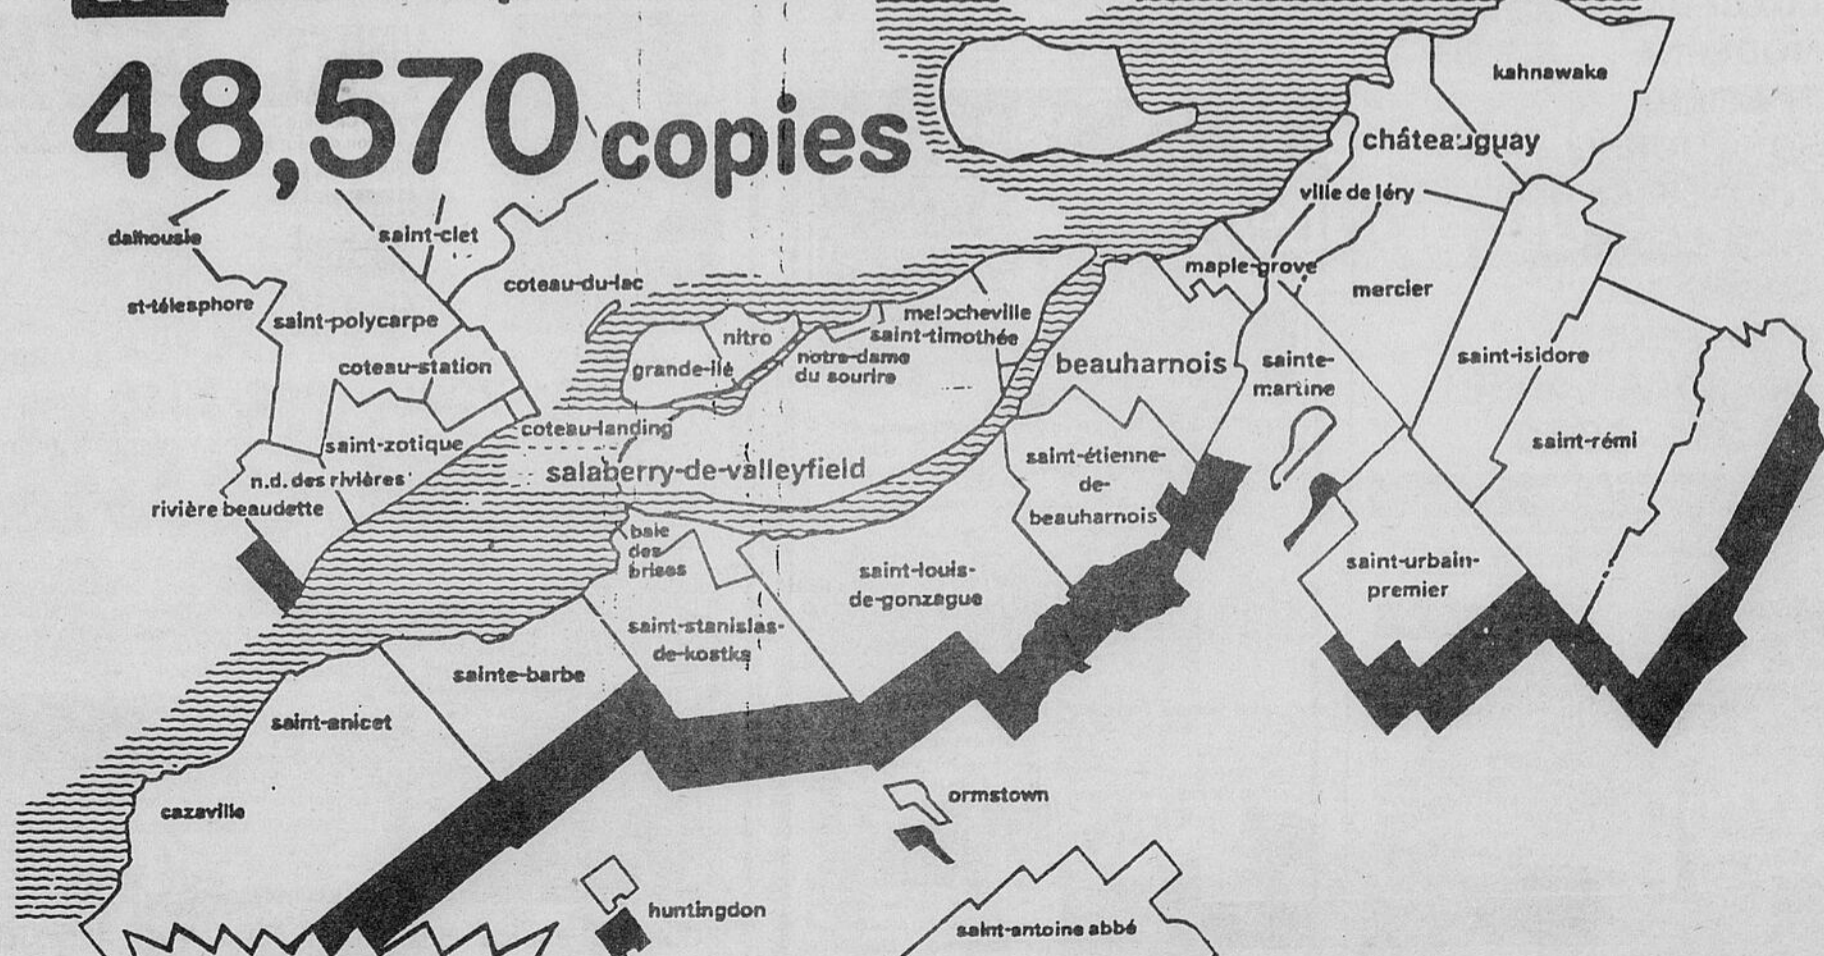 48,570 copies
kahnawake
châteauguay
ville de léry
dalhousie
saint-clet
maple-grove
coteau-du-lac
mercier
st-télesphore
saint-polycarpe
melocheville
nitro
saint-timothée
notre-dame
du sourire
grande-ile
coteau-station
beauharnois
sainte-
martine
saint-isidore
coteau-landing
saint-zotique
saint-rémi
salaberry-de-valleyfield
saint-étienne-
de-
beauharnois
n.d. des rivières
rivière beaudette
baie
des
brises
saint-louis-
de-gonzague
saint-urbain-
premier
saint-stanislas-
de-kostka
sainte-barbe
saint-anicet
cazaville
ormstown
huntingdon
saint-antoine abbé